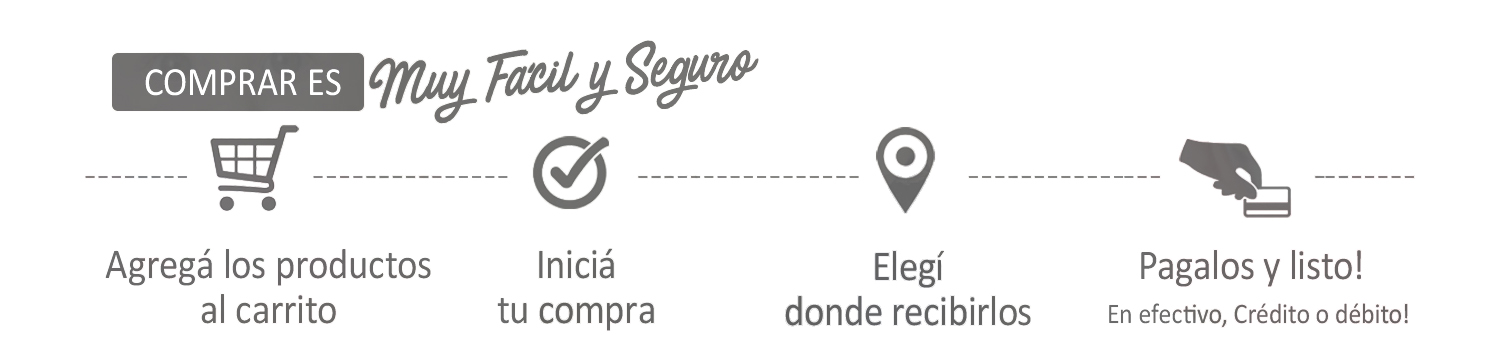 COMPRAR ES Muy Fácil y Seguro
Agregá los productos
al carrito
Iniciá
tu compra
Elegí
donde recibirlos
Pagalos y listo!
En efectivo, Crédito o débito!